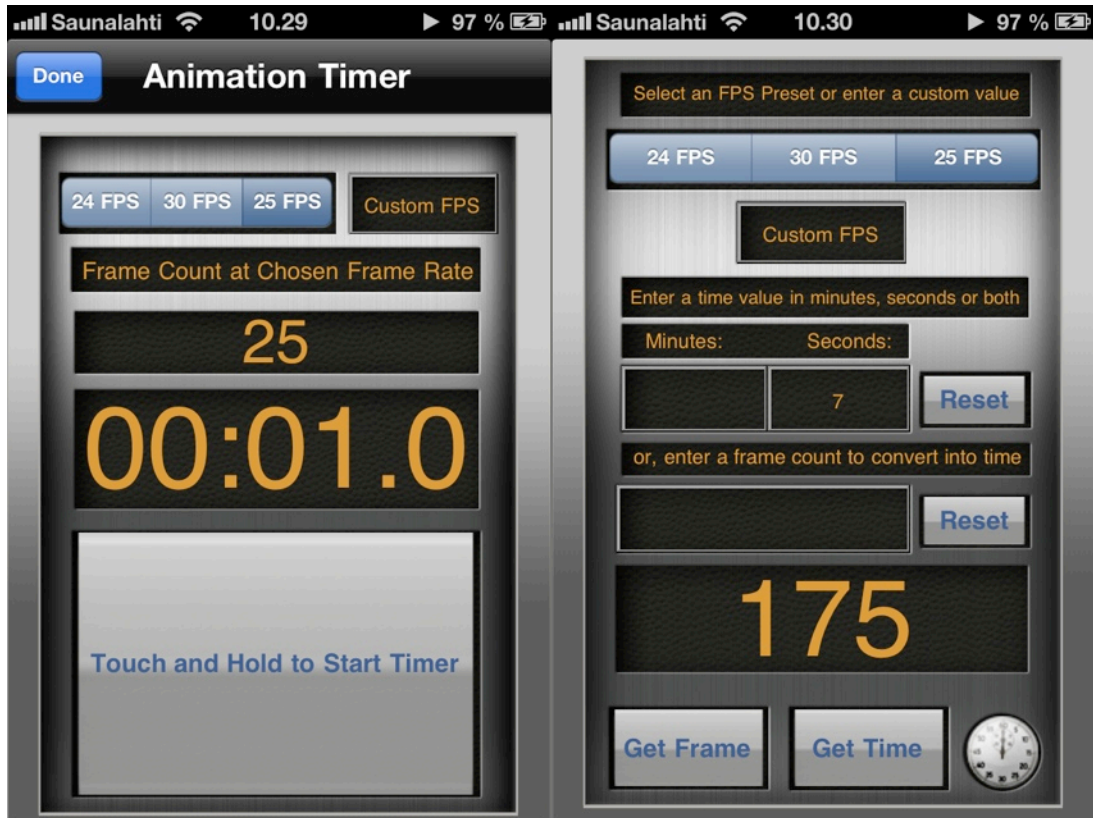 Saunalahti 10.29 97 %
Done Animation Timer
24 FPS 30 FPS 25 FPS Custom FPS
Frame Count at Chosen Frame Rate
25
00:01.0
Touch and Hold to Start Timer
Saunalahti 10.30 97 %
Select an FPS Preset or enter a custom value
24 FPS 30 FPS 25 FPS
Custom FPS
Enter a time value in minutes, seconds or both
Minutes: Seconds:
7 Reset
or, enter a frame count to convert into time
Reset
175
Get Frame Get Time